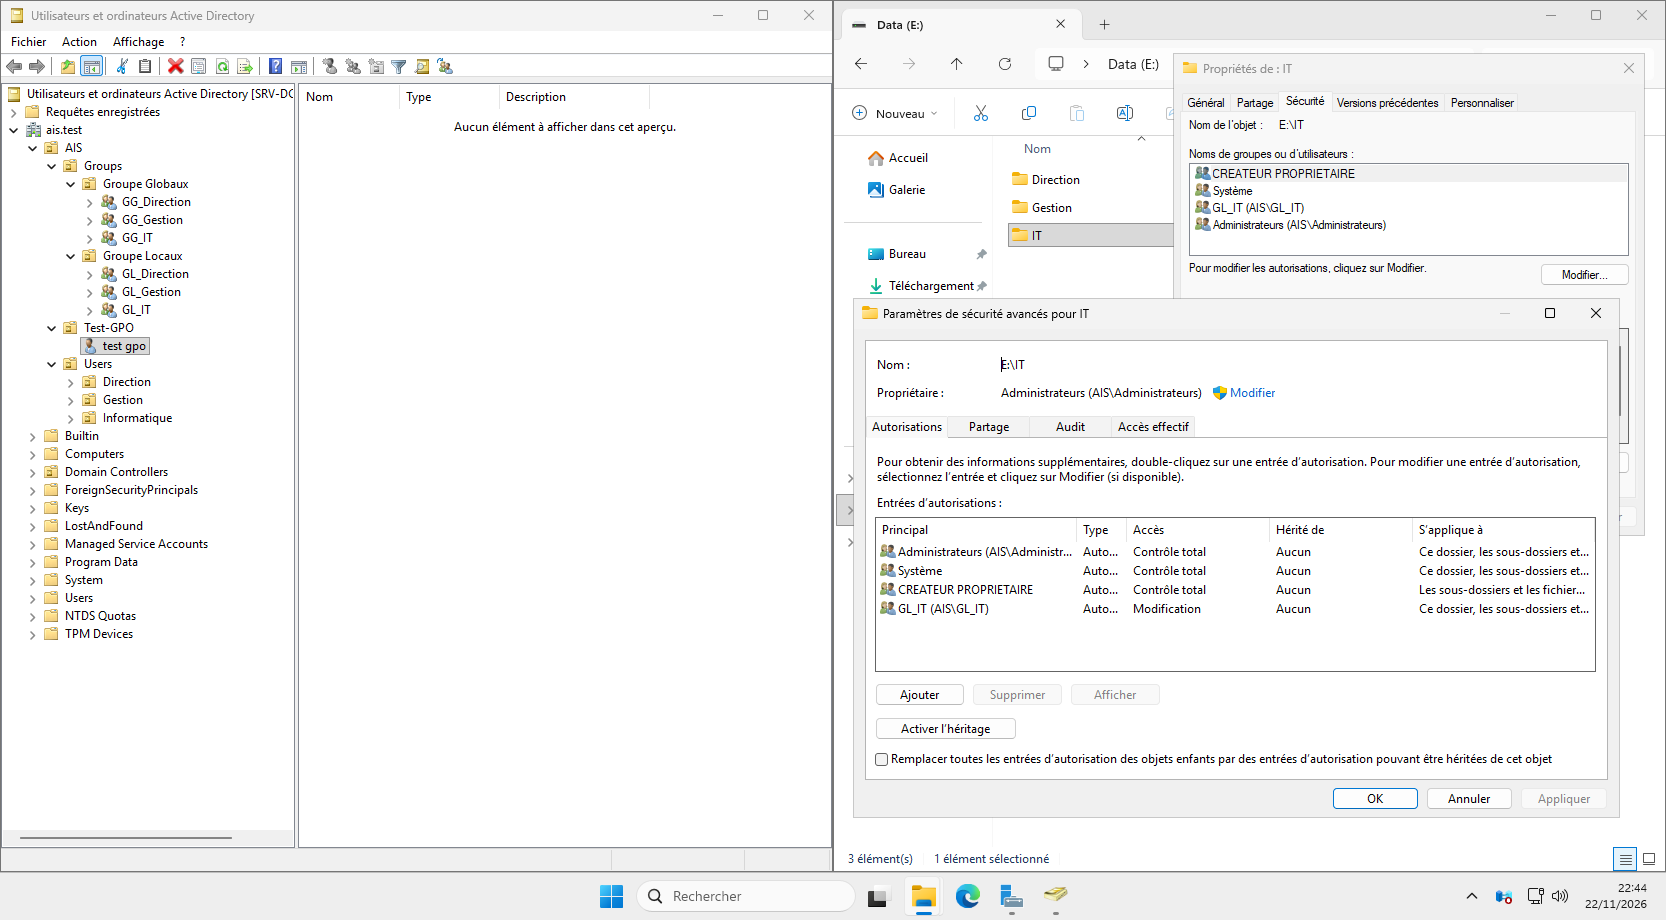 Utilisateurs et ordinateurs Active Directory
Fichier Action Affichage ?
Utilisateurs et ordinateurs Active Directory [SRV-DC
Requêtes enregistrées
ais.test
AIS
Groups
Groupe Globaux
GG_Direction
GG_Gestion
GG_IT
Groupe Locaux
GL_Direction
GL_Gestion
GL_IT
Test-GPO
test gpo
Users
Direction
Gestion
Informatique
Builtin
Computers
Domain Controllers
ForeignSecurityPrincipals
Keys
LostAndFound
Managed Service Accounts
Program Data
System
Users
NTDS Quotas
TPM Devices
Nom Type Description
Aucun élément à afficher dans cet aperçu.
Data (E:)
Data (E:)
Nouveau
Accueil
Galerie
Bureau
Téléchargement
Nom
Direction
Gestion
IT
Propriétés de : IT
Général Partage Sécurité Versions précédentes Personnaliser
Nom de l'objet : E:\IT
Noms de groupes ou d'utilisateurs :
CREATEUR PROPRIETAIRE
Système
GL_IT (AIS\GL_IT)
Administrateurs (AIS\Administrateurs)
Pour modifier les autorisations, cliquez sur Modifier.
Modifier...
Paramètres de sécurité avancés pour IT
Nom : E:\IT
Propriétaire : Administrateurs (AIS\Administrateurs) Modifier
Autorisations Partage Audit Accès effectif
Pour obtenir des informations supplémentaires, double-cliquez sur une entrée d'autorisation. Pour modifier une entrée d'autorisation,
sélectionnez l'entrée et cliquez sur Modifier (si disponible).
Entrées d'autorisations :
Principal Type Accès Hérité de S'applique à
Administrateurs (AIS\Administr... Auto... Contrôle total Aucun Ce dossier, les sous-dossiers et...
Système Auto... Contrôle total Aucun Ce dossier, les sous-dossiers et...
CREATEUR PROPRIETAIRE Auto... Contrôle total Aucun Les sous-dossiers et les fichier...
GL_IT (AIS\GL_IT) Auto... Modification Aucun Ce dossier, les sous-dossiers et...
Ajouter Supprimer Afficher
Activer l'héritage
Remplacer toutes les entrées d'autorisation des objets enfants par des entrées d'autorisation pouvant être héritées de cet objet
OK Annuler Appliquer
3 élément(s) 1 élément sélectionné
Rechercher
22:44
22/11/2026